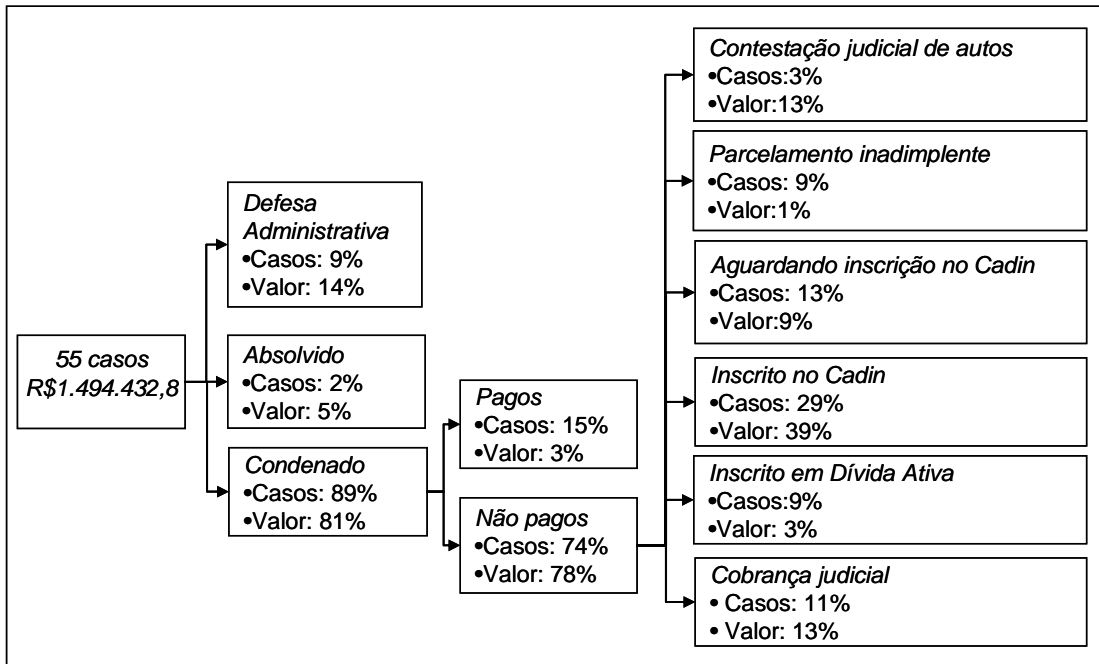 55 casos
R$1.494.432,8
Defesa
Administrativa
•Casos: 9%
•Valor: 14%
Absolvido
•Casos: 2%
•Valor: 5%
Condenado
•Casos: 89%
•Valor: 81%
Pagos
•Casos: 15%
•Valor: 3%
Não pagos
•Casos: 74%
•Valor: 78%
Contestação judicial de autos
•Casos:3%
•Valor:13%
Parcelamento inadimplente
•Casos: 9%
•Valor:1%
Aguardando inscrição no Cadin
•Casos: 13%
•Valor:9%
Inscrito no Cadin
•Casos: 29%
•Valor: 39%
Inscrito em Dívida Ativa
•Casos:9%
•Valor: 3%
Cobrança judicial
• Casos: 11%
• Valor: 13%